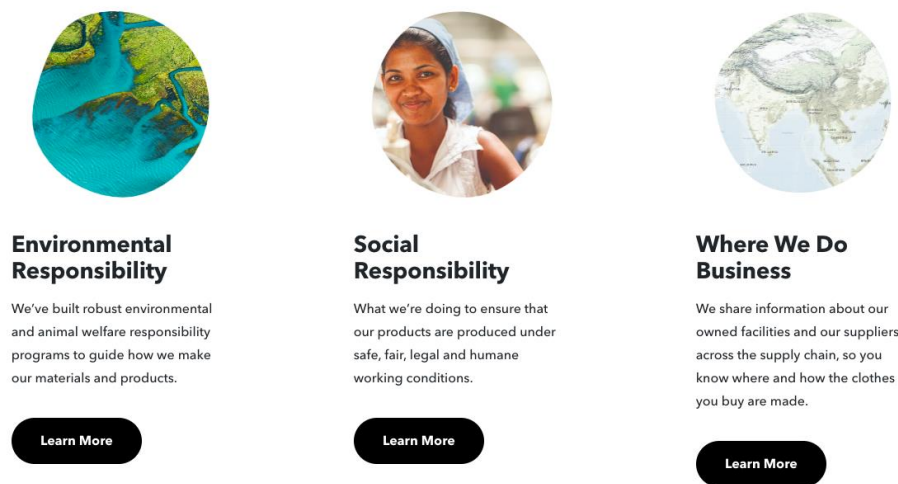 Environmental
Responsibility
We’ve built robust environmental
and animal welfare responsibility
programs to guide how we make
our materials and products.
Learn More
Social
Responsibility
What we’re doing to ensure that
our products are produced under
safe, fair, legal and humane
working conditions.
Learn More
Where We Do
Business
We share information about our
owned facilities and our suppliers
across the supply chain, so you
know where and how the clothes
you buy are made.
Learn More